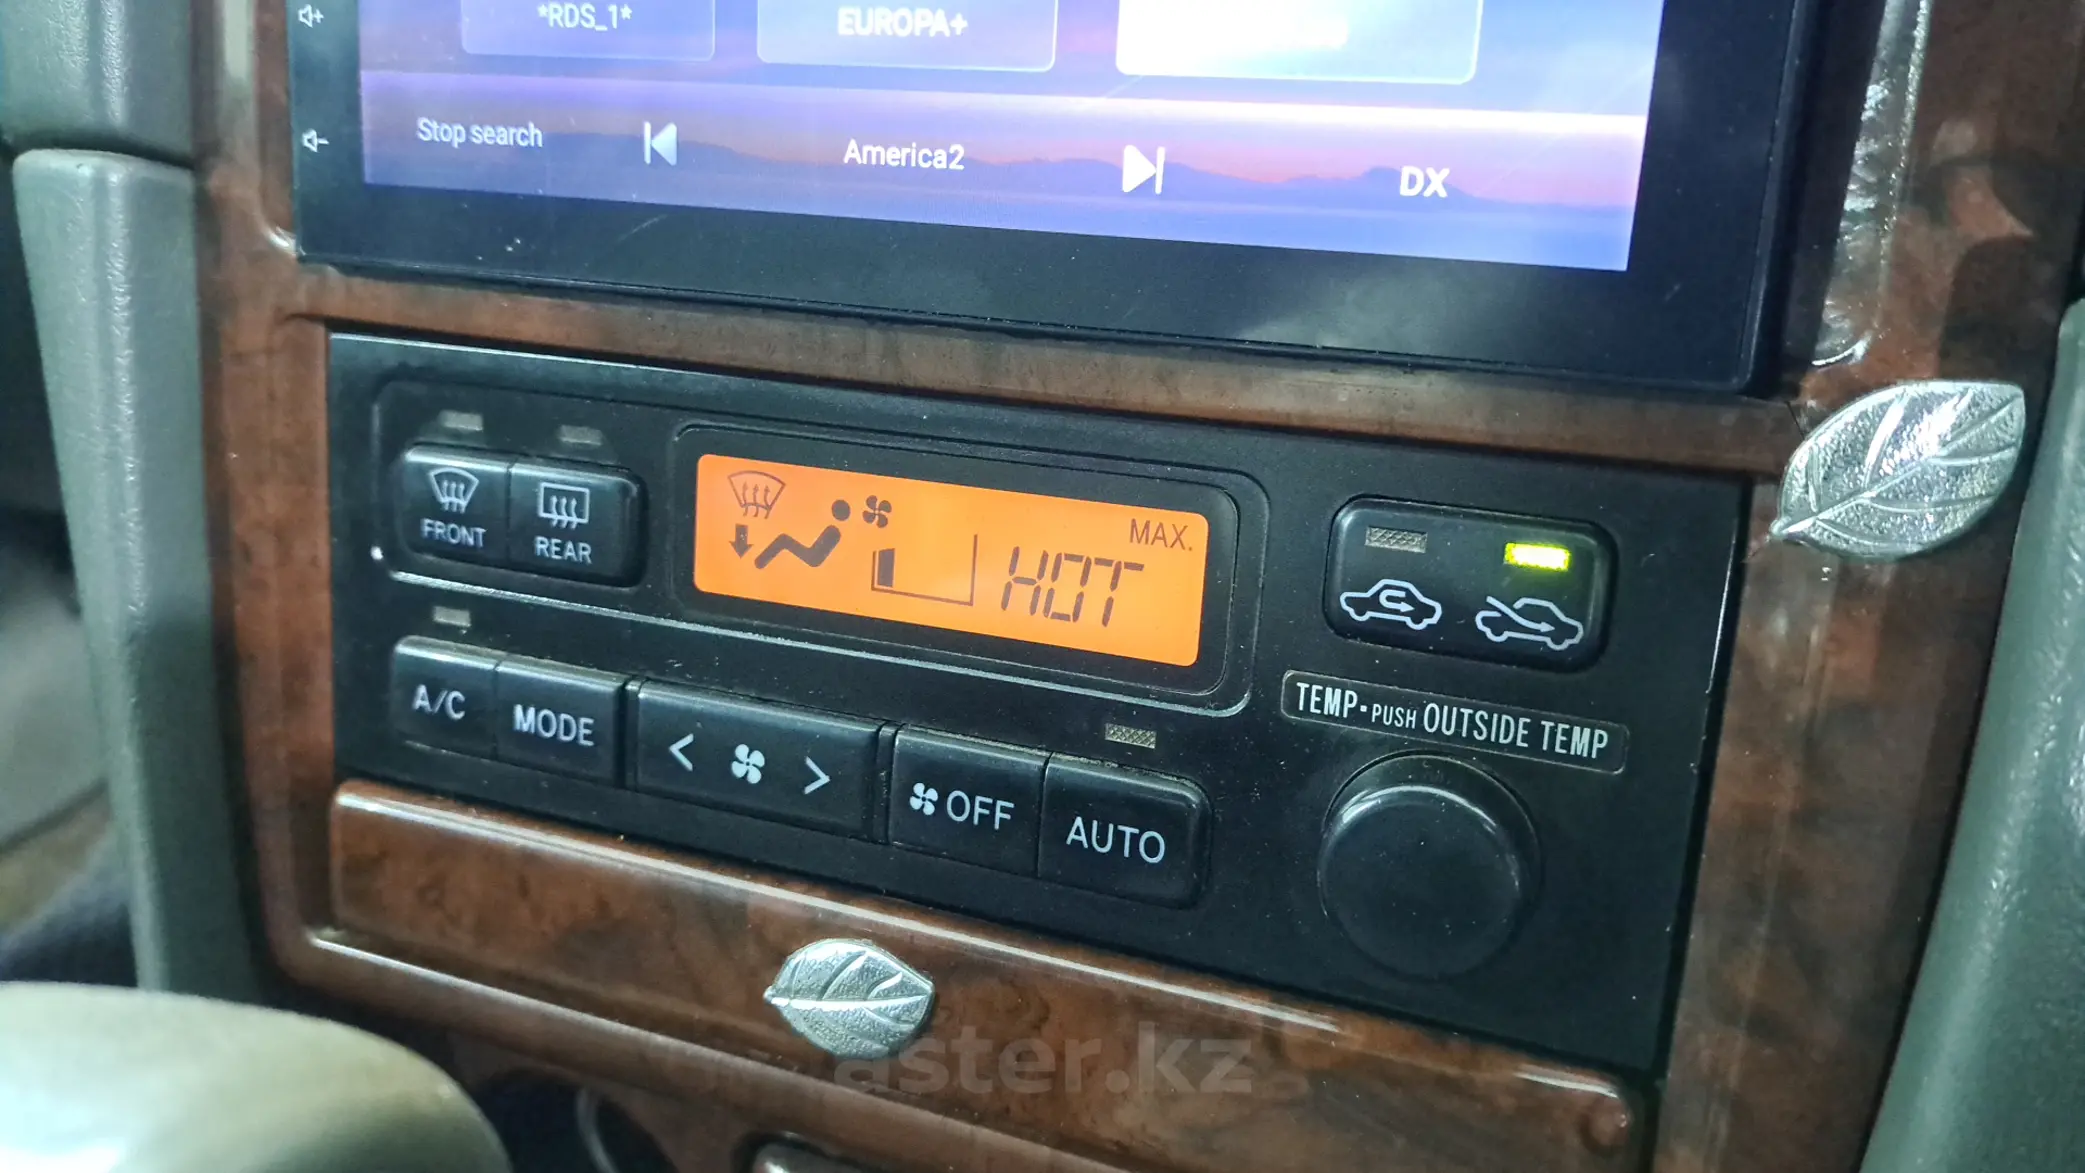 *RDS_1*
EUROPA+
Stop search
America2
DX
FRONT
REAR
MAX.
HOT
A/C
MODE
OFF
AUTO
TEMP-PUSH OUTSIDE TEMP
aster.kz